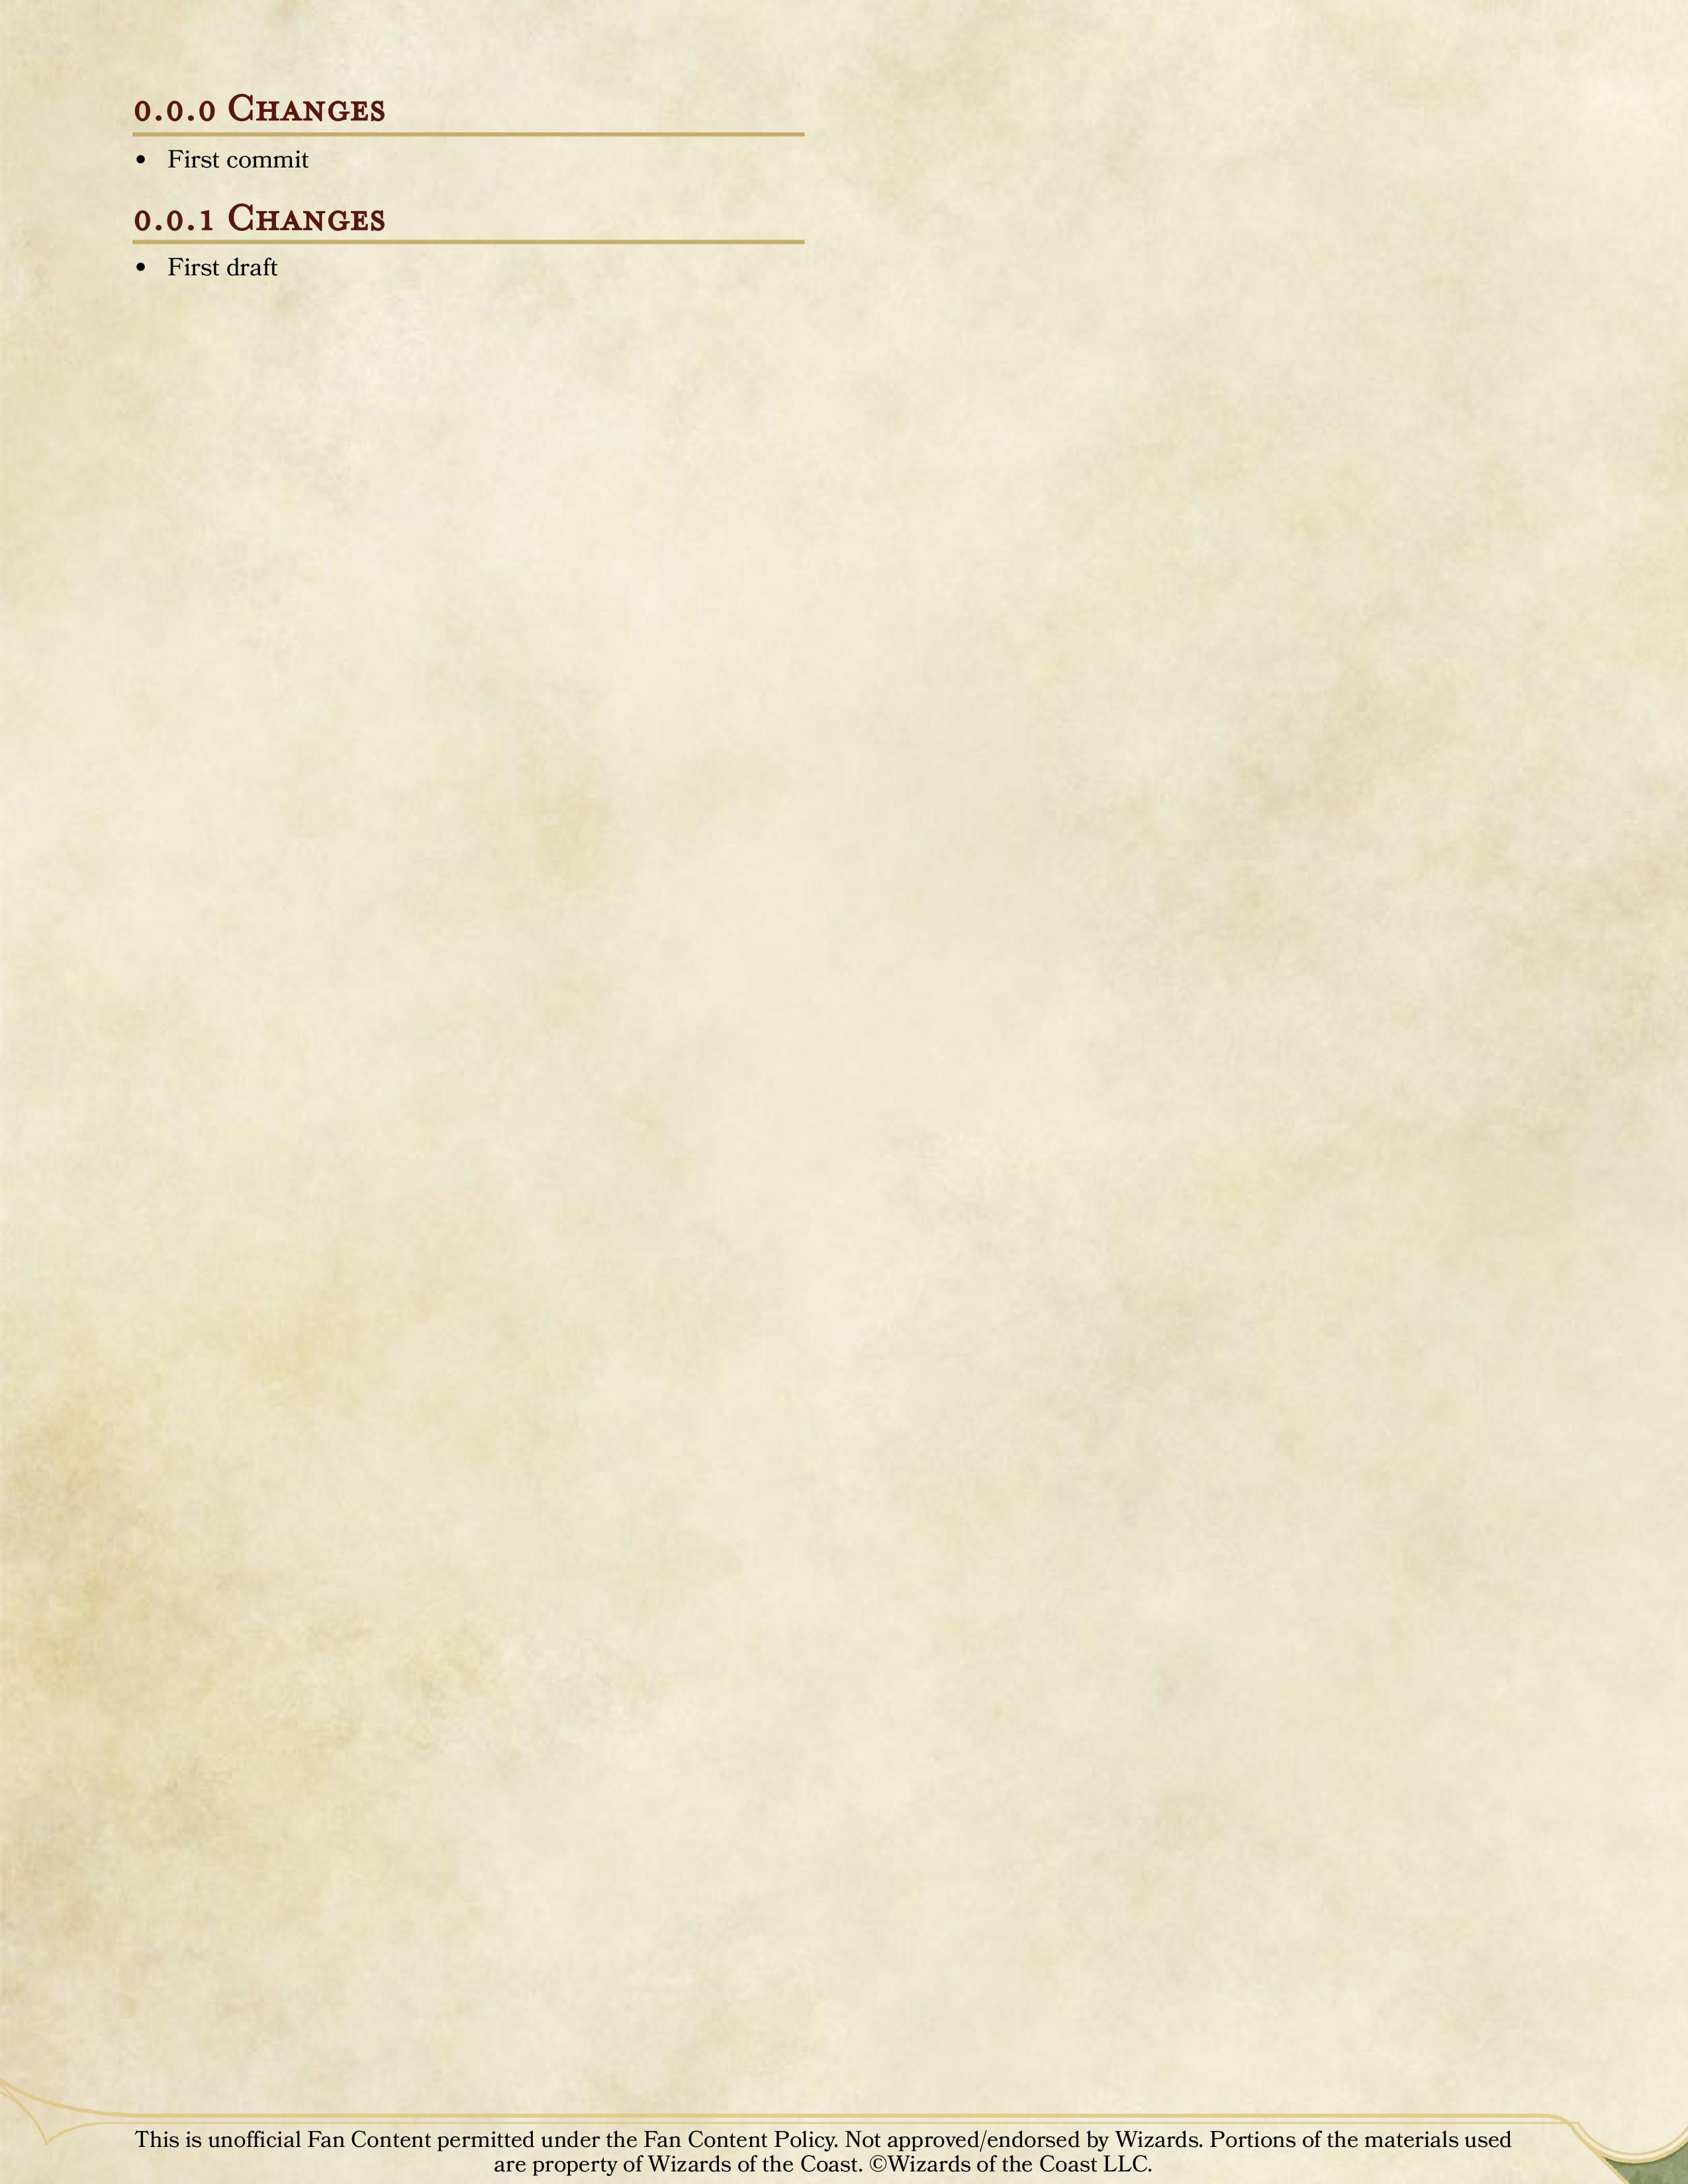 0.0.0 Changes
• First commit
0.0.1 Changes
• First draft
This is unofficial Fan Content permitted under the Fan Content Policy. Not approved/endorsed by Wizards. Portions of the materials used
are property of Wizards of the Coast. ©Wizards of the Coast LLC.